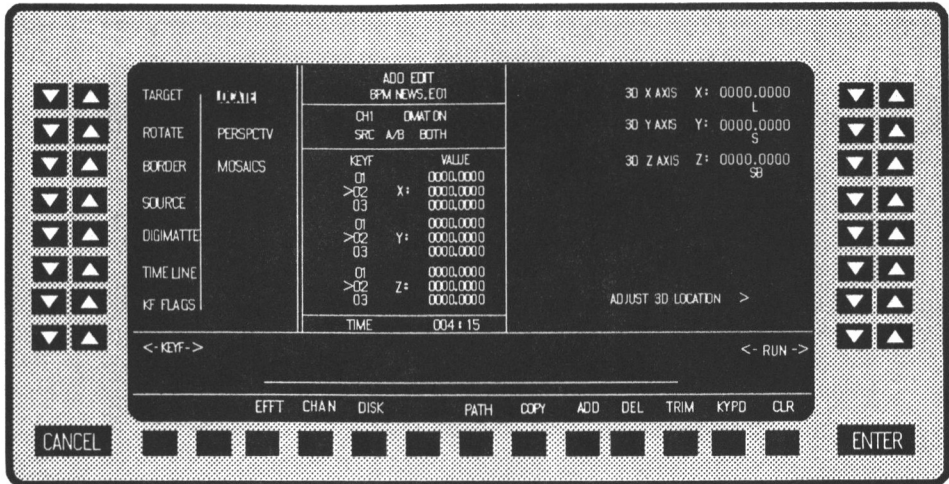 ADD EDIT
BPM NEWS.E01
TARGET LOCATE
ROTATE PERSPCTV
BORDER MOSAICS
SOURCE
DIGIMATTE
TIME LINE
KF FLAGS
CH1 DMAT ON
SRC A/B BOTH
KEYF VALUE
01 0000.0000
>02 X: 0000.0000
03 0000.0000
01 0000.0000
>02 Y: 0000.0000
03 0000.0000
01 0000.0000
>02 Z: 0000.0000
03 0000.0000
TIME 004:15
3D X AXIS X: 0000.0000
L
3D Y AXIS Y: 0000.0000
S
3D Z AXIS Z: 0000.0000
SB
ADJUST 3D LOCATION >
<-KEYF-> <- RUN ->
EFFT CHAN DISK PATH COPY ADD DEL TRIM KYPD CLR
CANCEL ENTER